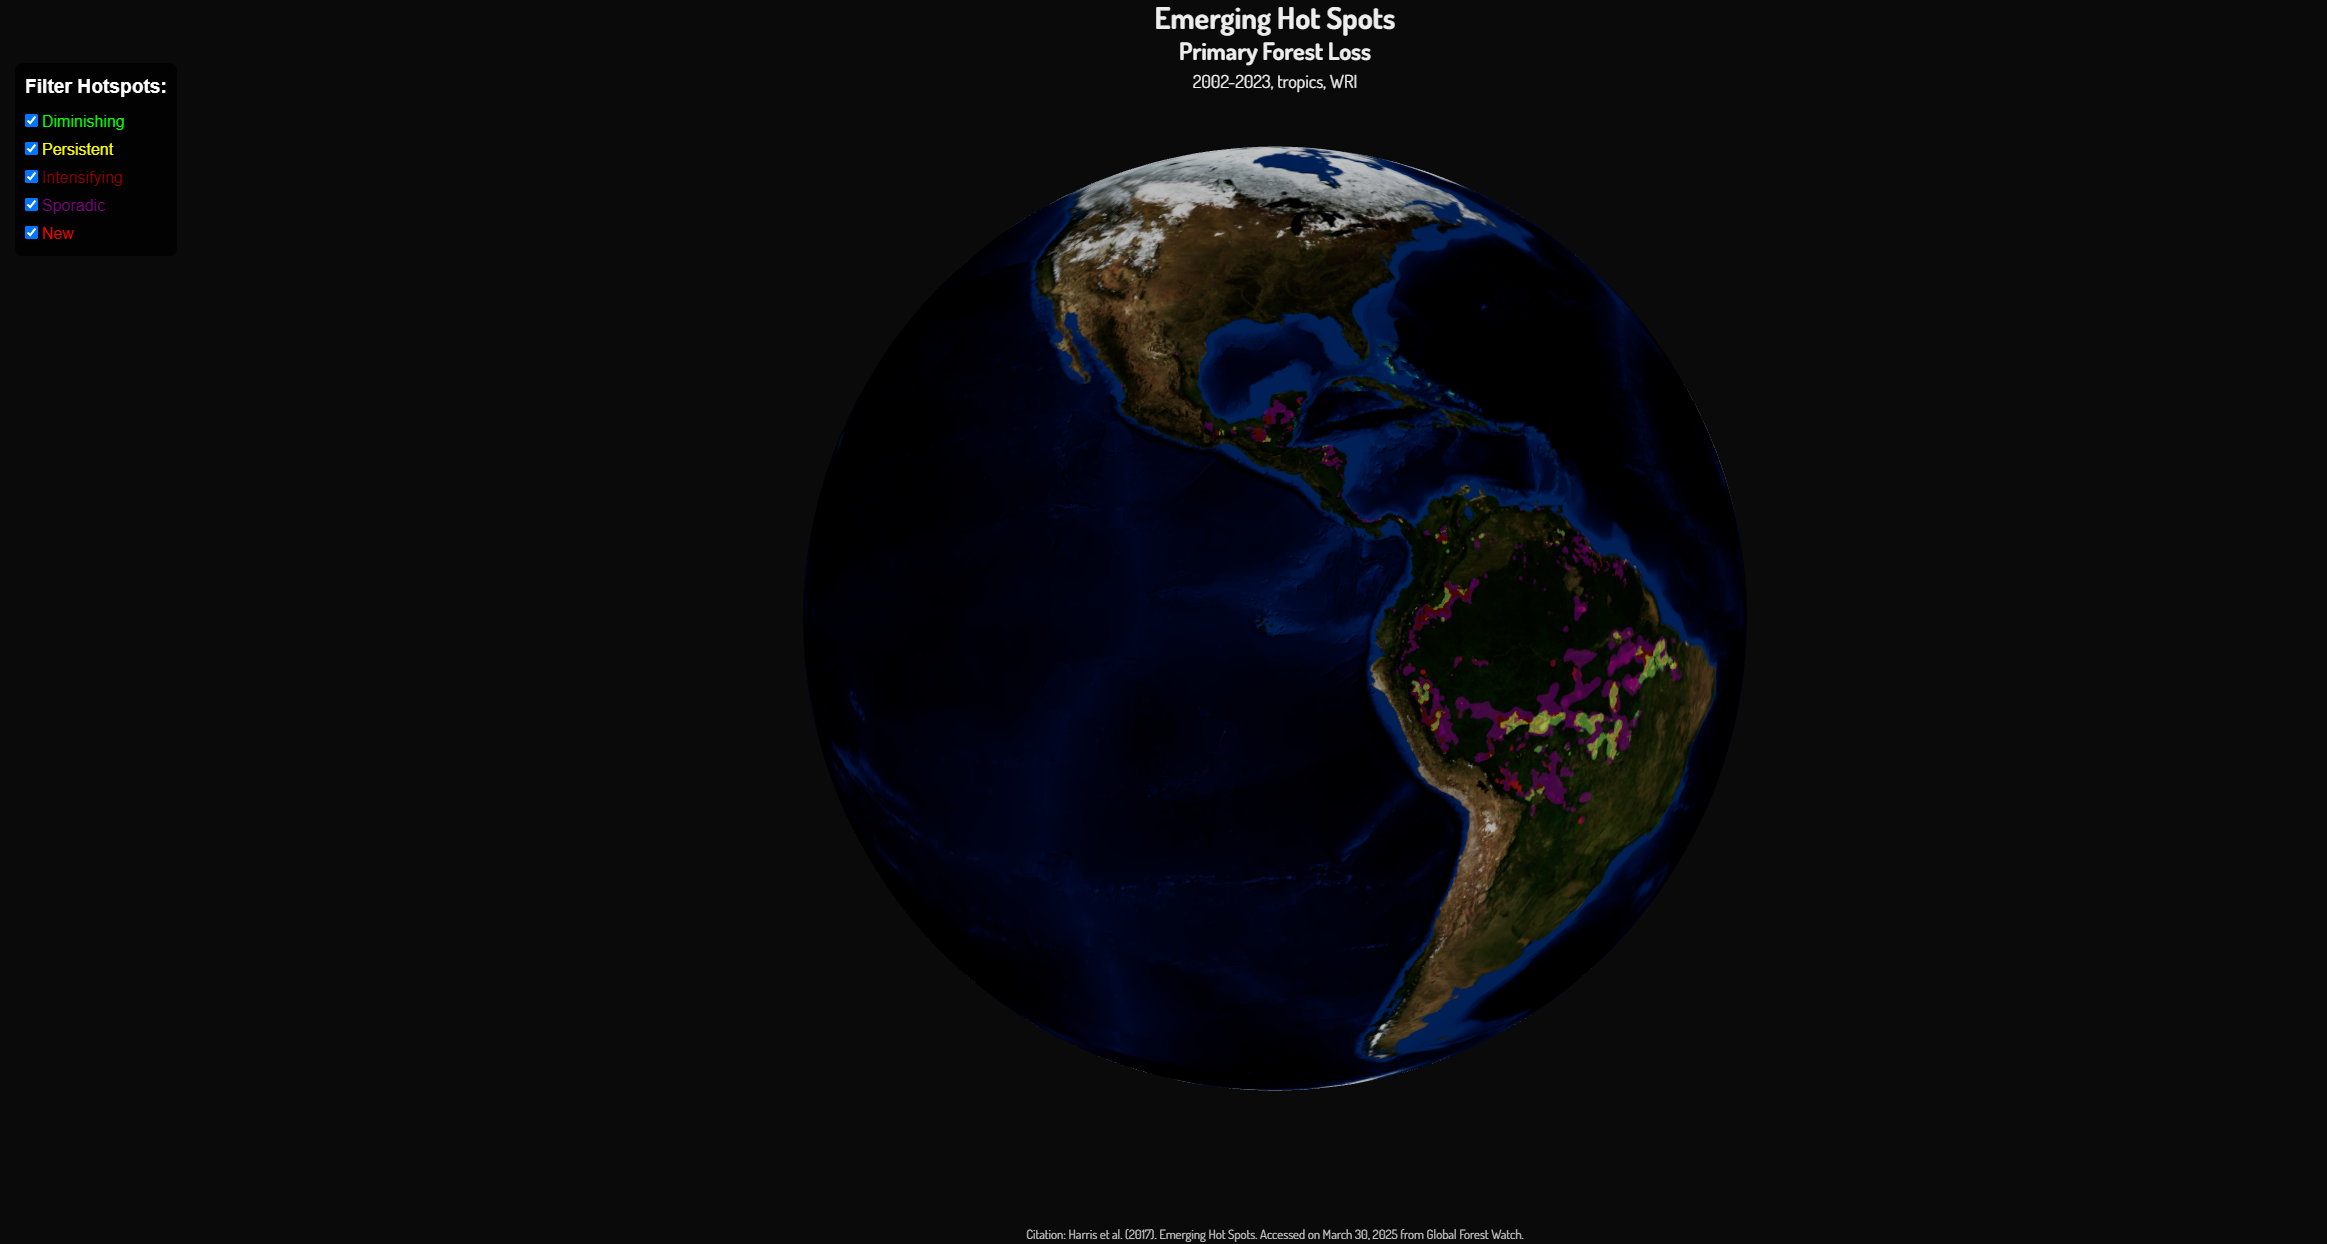 Emerging Hot Spots
Primary Forest Loss
2002-2023, tropics, WRI
Filter Hotspots:
Diminishing
Persistent
Intensifying
Sporadic
New
Citation: Harris et al. (2017). Emerging Hot Spots. Accessed on March 30, 2025 from Global Forest Watch.